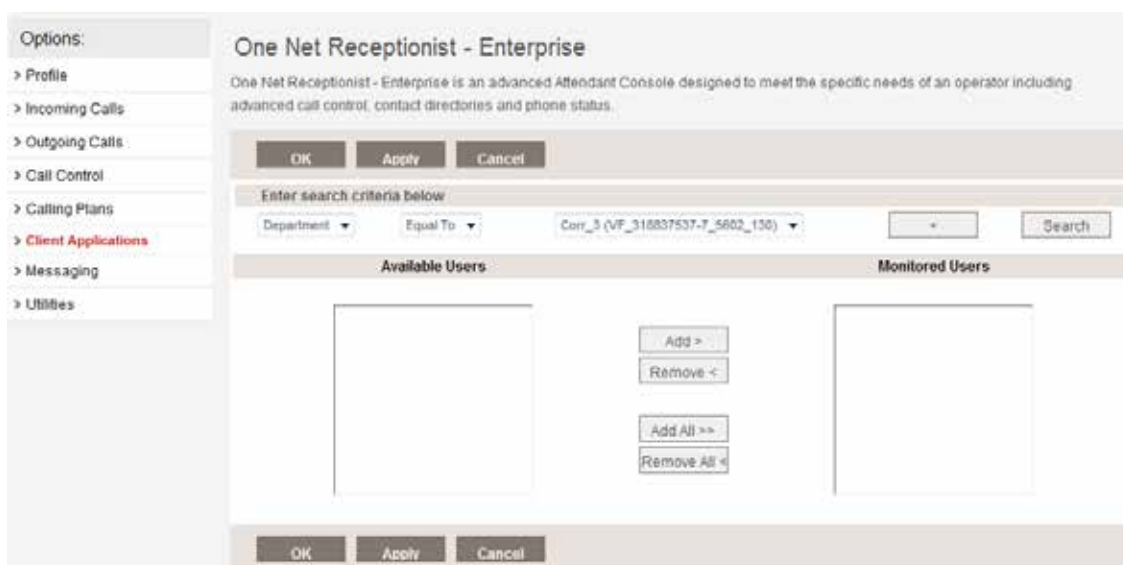 Options:
> Profile
> Incoming Calls
> Outgoing Calls
> Call Control
> Calling Plans
> Client Applications
> Messaging
> Utilities
One Net Receptionist - Enterprise
One Net Receptionist - Enterprise is an advanced Attendant Console designed to meet the specific needs of an operator including
advanced call control, contact directories and phone status.
OK Apply Cancel
Enter search criteria below
Department Equal To Corr_3 (VF_318837537-7_5602_130) + Search
Available Users Monitored Users
Add >
Remove <
Add All >>
Remove All <
OK Apply Cancel